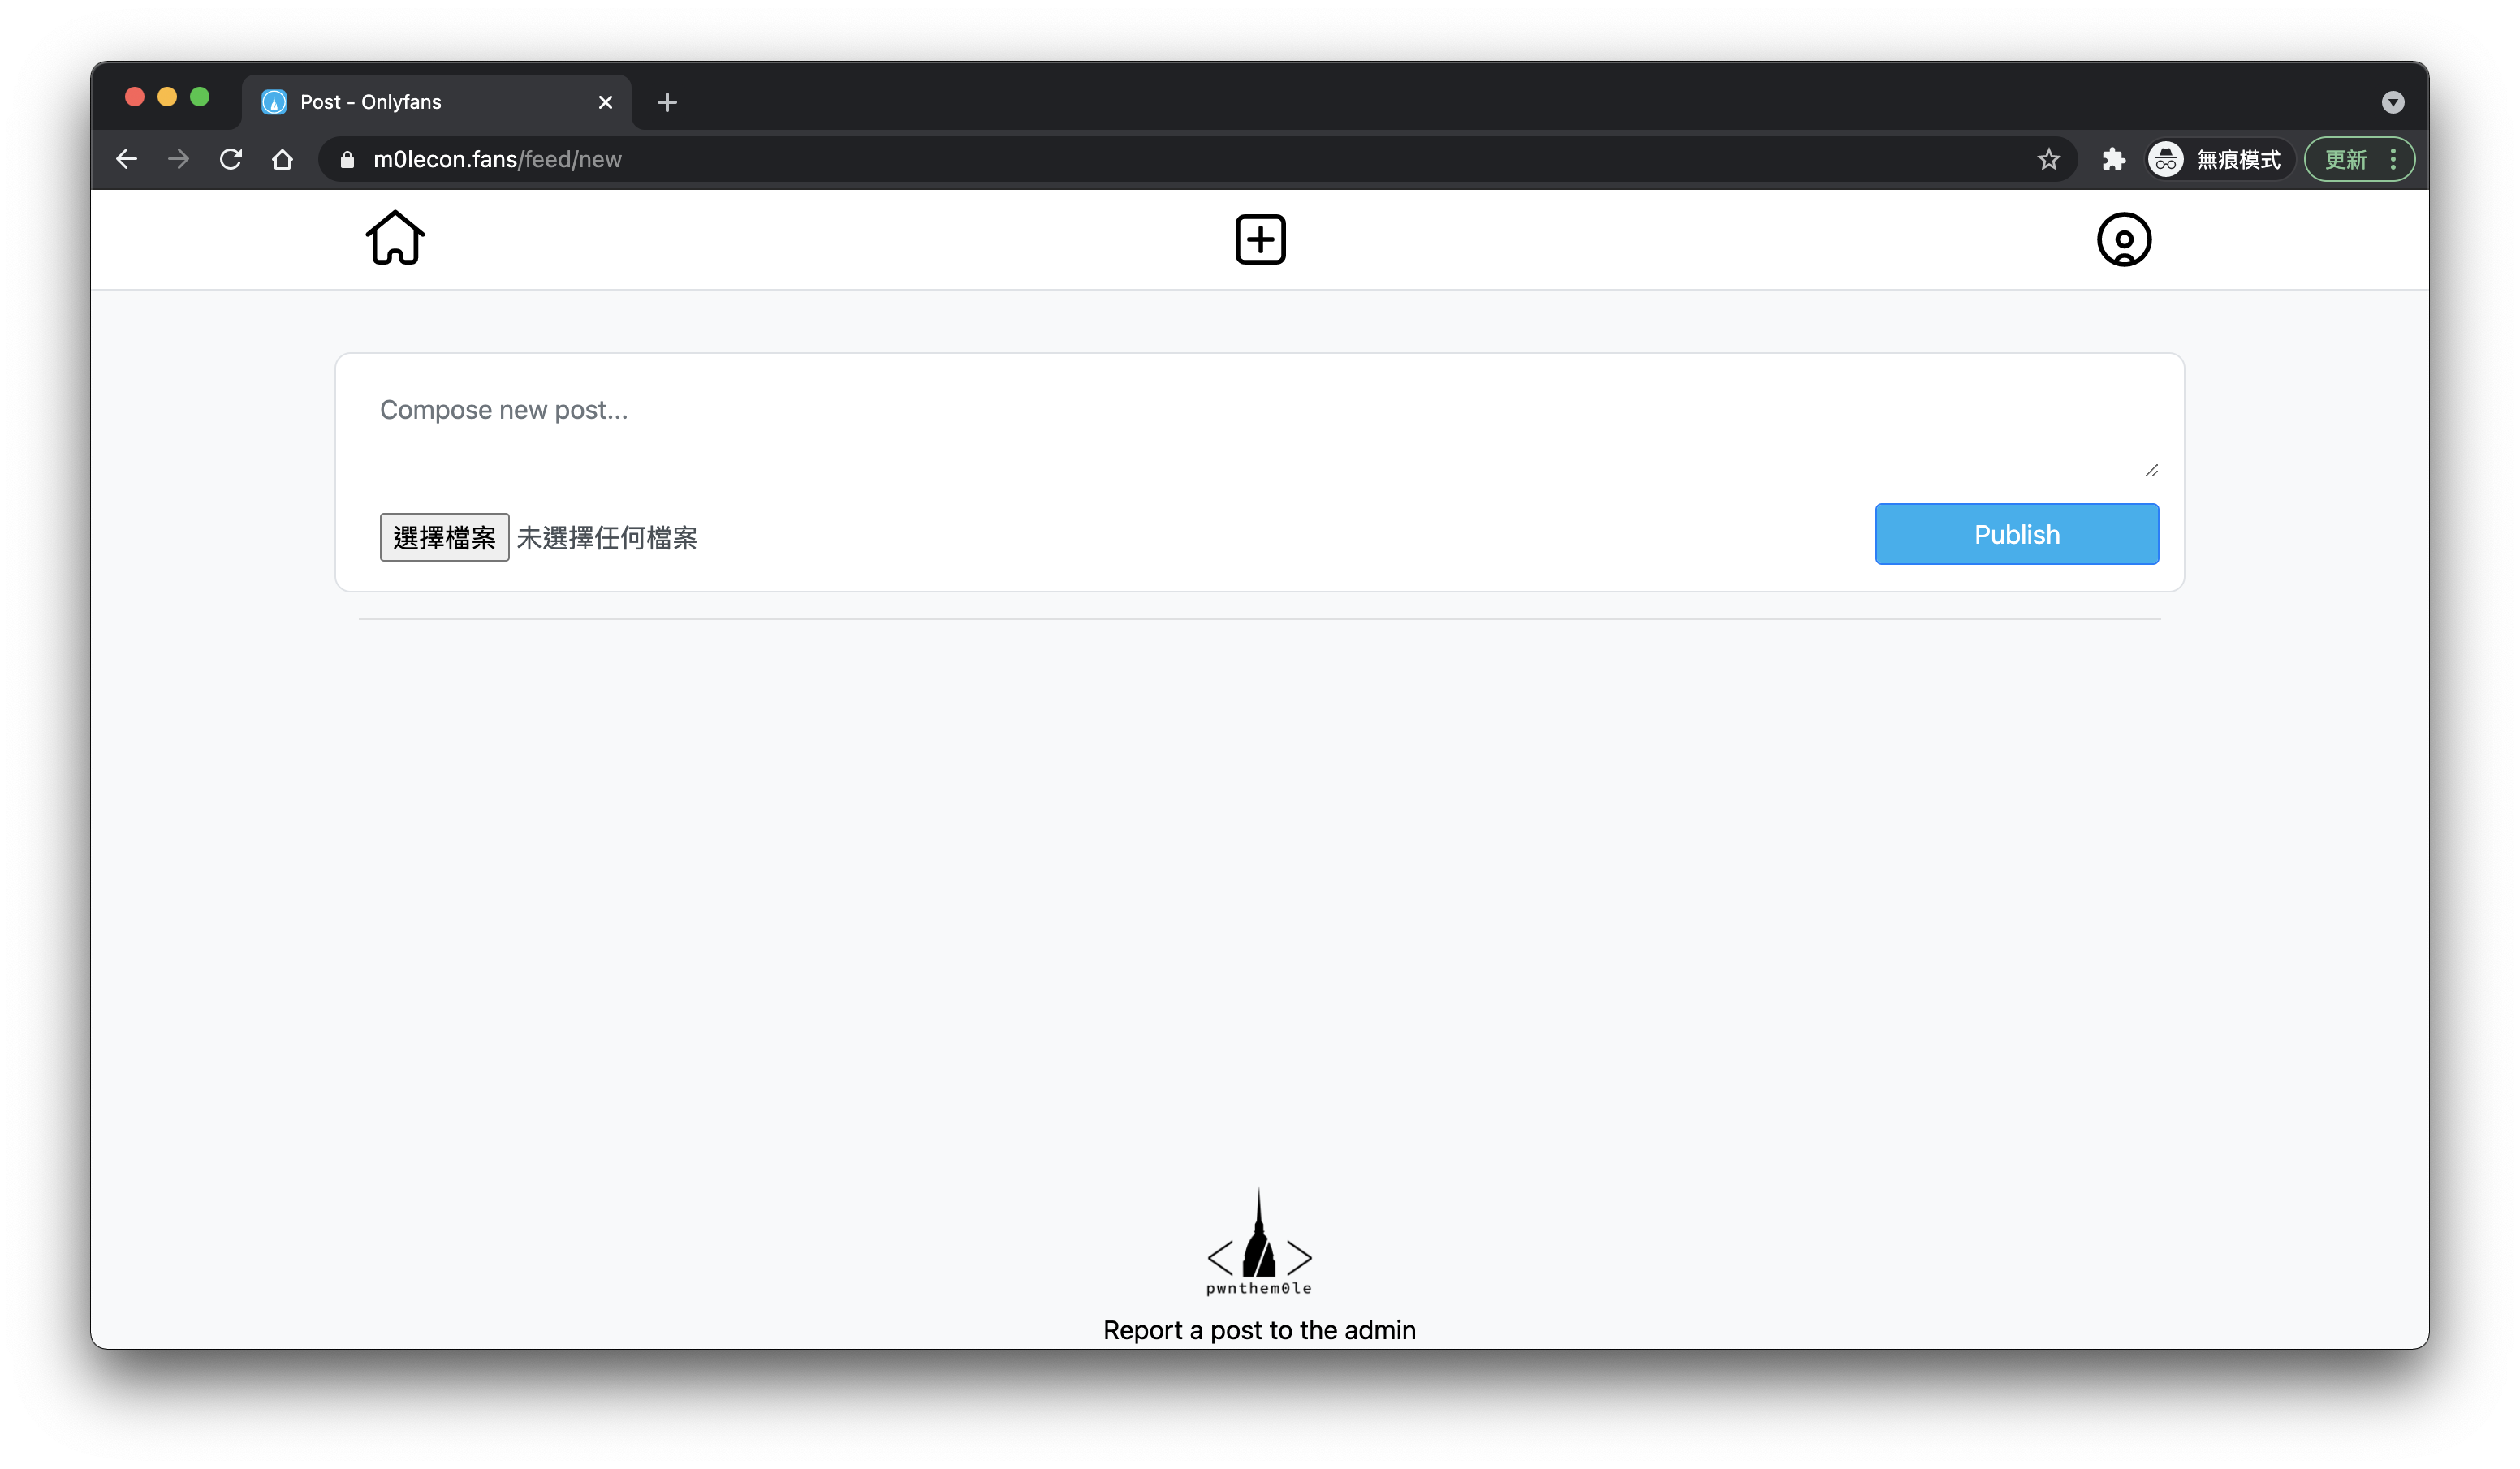 Post - Onlyfans
m0lecon.fans/feed/new
無痕模式
更新
Compose new post...
選擇檔案 未選擇任何檔案
Publish
pwnthem0le
Report a post to the admin